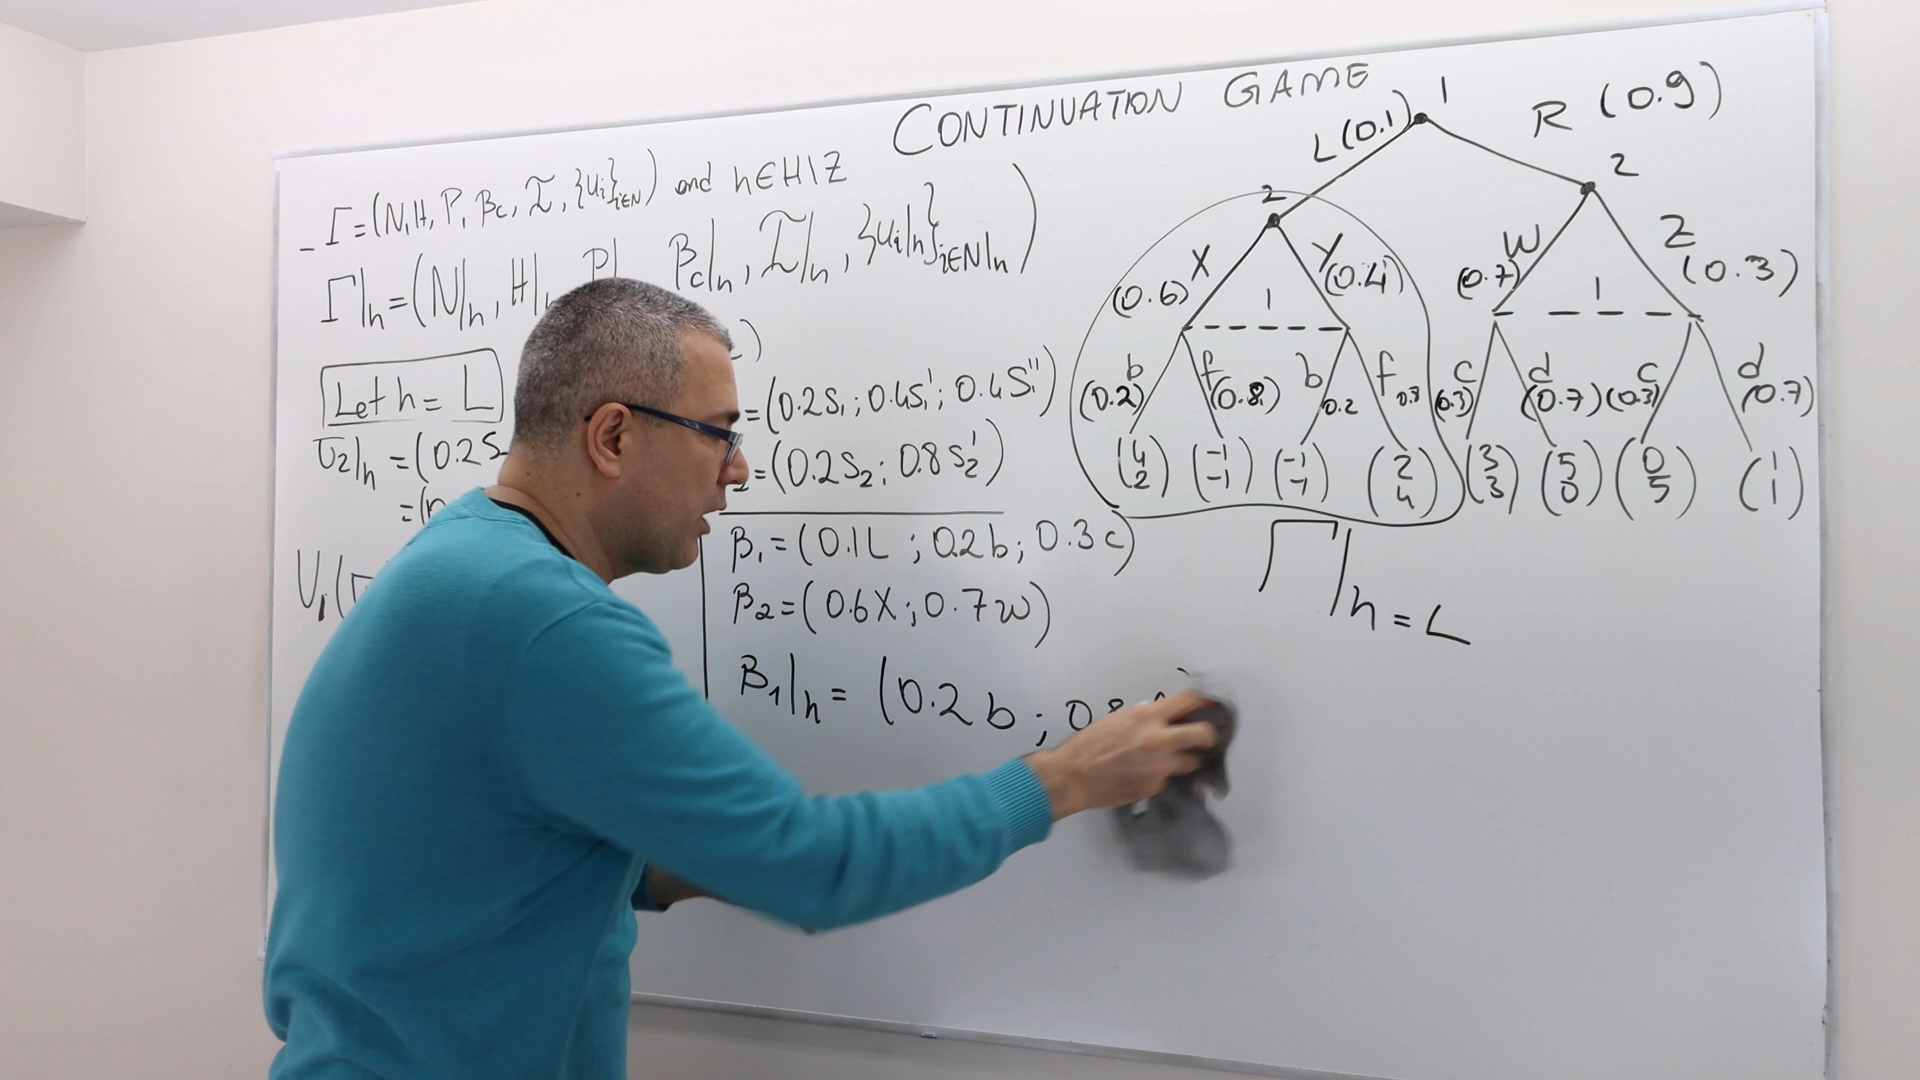 CONTINUATION GAME
- Γ = (N, H, P, βc, I, {ui}i∈N) and h∈H\Z
Γ|h = (N|h, H|h, P|, βc|h, I|h, {ui|h}i∈N|h)
Let h = L
= (0.2S1; 0.4S1'; 0.4S1'')
σ2|h = (0.2S
2 = (0.2S2; 0.8S2')
β1 = (0.1L; 0.2b; 0.3c)
β2 = (0.6X; 0.7W)
β1|h = (0.2b; 0.8
U1(
1
L (0.1) R (0.9)
2 2
X (0.6) Y (0.4) W (0.7) Z (0.3)
1 1
b f b f c d c d
(0.2) (0.8) 0.2 0.8 (0.3) (0.7) (0.3) (0.7)
4 -1 -1 2 3 5 0 1
2 -1 -1 4 3 0 5 1
Γ|h = L